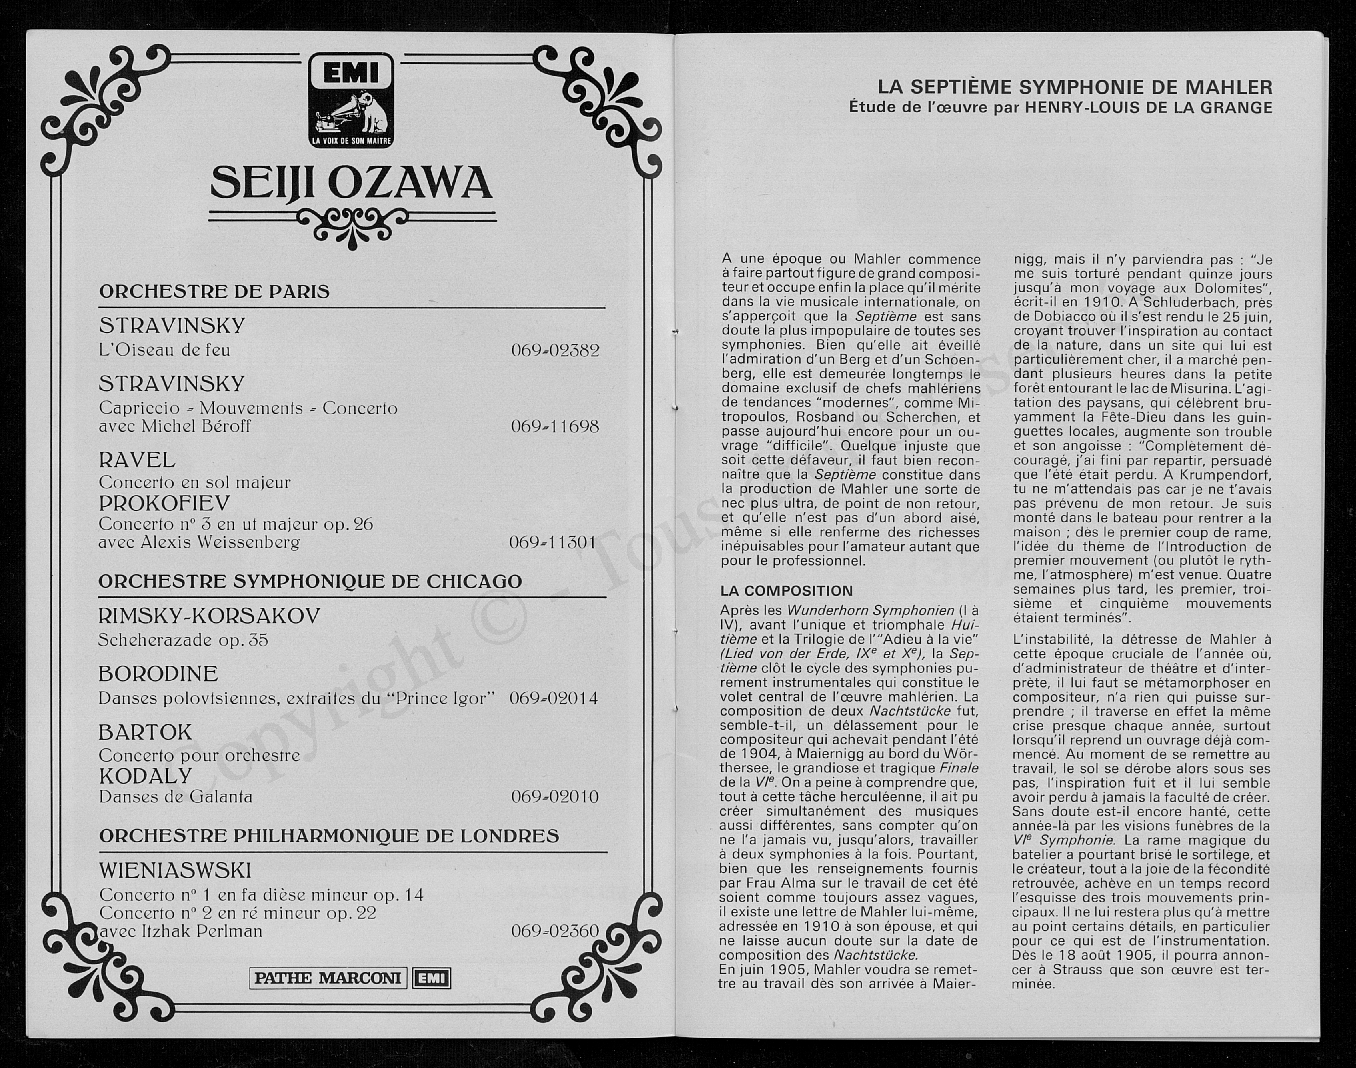 EMI
LA VOIX DE SON MAITRE
SEIJI OZAWA
ORCHESTRE DE PARIS
STRAVINSKY
L'Oiseau de feu 069-02382
STRAVINSKY
Capriccio - Mouvements - Concerto
avec Michel Béroff 069-11698
RAVEL
Concerto en sol majeur
PROKOFIEV
Concerto n° 3 en ut majeur op. 26
avec Alexis Weissenberg 069-11301
ORCHESTRE SYMPHONIQUE DE CHICAGO
RIMSKY-KORSAKOV
Scheherazade op. 35
BORODINE
Danses polovtsiennes, extraites du "Prince Igor" 069-02014
BARTOK
Concerto pour orchestre
KODALY
Danses de Galanta 069-02010
ORCHESTRE PHILHARMONIQUE DE LONDRES
WIENIASWSKI
Concerto n° 1 en fa dièse mineur op. 14
Concerto n° 2 en ré mineur op. 22
avec Itzhak Perlman 069-02360
PATHE MARCONI EMI
LA SEPTIÈME SYMPHONIE DE MAHLER
Étude de l'œuvre par HENRY-LOUIS DE LA GRANGE
A une époque ou Mahler commence
à faire partout figure de grand composi-
teur et occupe enfin la place qu'il mérite
dans la vie musicale internationale, on
s'apperçoit que la Septième est sans
doute la plus impopulaire de toutes ses
symphonies. Bien qu'elle ait éveillé
l'admiration d'un Berg et d'un Schoen-
berg, elle est demeurée longtemps le
domaine exclusif de chefs mahlériens
de tendances "modernes", comme Mi-
tropoulos, Rosband ou Scherchen, et
passe aujourd'hui encore pour un ou-
vrage "difficile". Quelque injuste que
soit cette défaveur, il faut bien recon-
naître que la Septième constitue dans
la production de Mahler une sorte de
nec plus ultra, de point de non retour,
et qu'elle n'est pas d'un abord aisé,
même si elle renferme des richesses
inépuisables pour l'amateur autant que
pour le professionnel.
LA COMPOSITION
Après les Wunderhorn Symphonien (I à
IV), avant l'unique et triomphale Hui-
tième et la Trilogie de l'"Adieu à la vie"
(Lied von der Erde, IXe et Xe), la Sep-
tième clôt le cycle des symphonies pu-
rement instrumentales qui constitue le
volet central de l'œuvre mahlérien. La
composition de deux Nachtstücke fut,
semble-t-il, un délassement pour le
compositeur qui achevait pendant l'été
de 1904, à Maiernigg au bord du Wör-
thersee, le grandiose et tragique Finale
de la VIe. On a peine à comprendre que,
tout à cette tâche herculéenne, il ait pu
créer simultanément des musiques
aussi différentes, sans compter qu'on
ne l'a jamais vu, jusqu'alors, travailler
à deux symphonies à la fois. Pourtant,
bien que les renseignements fournis
par Frau Alma sur le travail de cet été
soient comme toujours assez vagues,
il existe une lettre de Mahler lui-même,
adressée en 1910 à son épouse, et qui
ne laisse aucun doute sur la date de
composition des Nachtstücke.
En juin 1905, Mahler voudra se remet-
tre au travail dès son arrivée à Maier-
nigg, mais il n'y parviendra pas : "Je
me suis torturé pendant quinze jours
jusqu'à mon voyage aux Dolomites",
écrit-il en 1910. A Schluderbach, près
de Dobiacco où il s'est rendu le 25 juin,
croyant trouver l'inspiration au contact
de la nature, dans un site qui lui est
particulièrement cher, il a marché pen-
dant plusieurs heures dans la petite
forêt entourant le lac de Misurina. L'agi-
tation des paysans, qui célèbrent bru-
yamment la Fête-Dieu dans les guin-
guettes locales, augmente son trouble
et son angoisse : "Complètement dé-
couragé, j'ai fini par repartir, persuadé
que l'été était perdu. A Krumpendorf,
tu ne m'attendais pas car je ne t'avais
pas prévenu de mon retour. Je suis
monté dans le bateau pour rentrer a la
maison ; dès le premier coup de rame,
l'idée du thème de l'Introduction de
premier mouvement (ou plutôt le ryth-
me, l'atmosphere) m'est venue. Quatre
semaines plus tard, les premier, troi-
sième et cinquième mouvements
étaient terminés".
L'instabilité, la détresse de Mahler à
cette époque cruciale de l'année où,
d'administrateur de théâtre et d'inter-
prète, il lui faut se métamorphoser en
compositeur, n'a rien qui puisse sur-
prendre ; il traverse en effet la même
crise presque chaque année, surtout
lorsqu'il reprend un ouvrage déjà com-
mencé. Au moment de se remettre au
travail, le sol se dérobe alors sous ses
pas, l'inspiration fuit et il lui semble
avoir perdu à jamais la faculté de créer.
Sans doute est-il encore hanté, cette
année-là par les visions funèbres de la
VIe Symphonie. La rame magique du
batelier a pourtant brisé le sortilege, et
le créateur, tout à la joie de la fécondité
retrouvée, achève en un temps record
l'esquisse des trois mouvements prin-
cipaux. Il ne lui restera plus qu'à mettre
au point certains détails, en particulier
pour ce qui est de l'instrumentation.
Dès le 18 août 1905, il pourra annon-
cer à Strauss que son œuvre est ter-
minée.